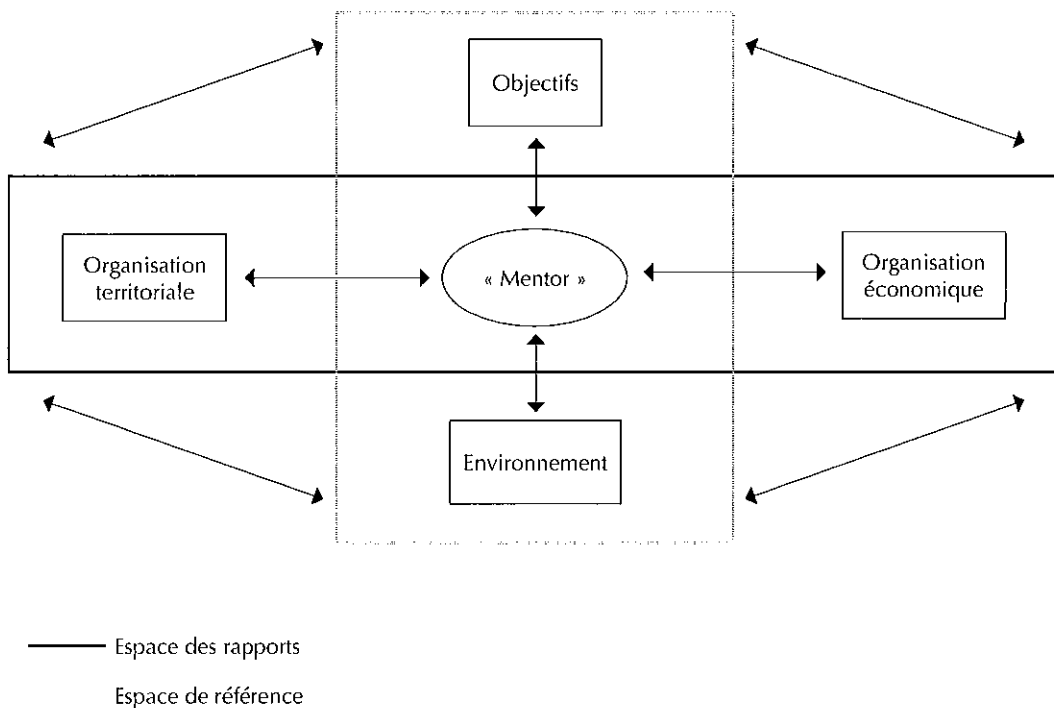 Objectifs
Organisation
territoriale
« Mentor »
Organisation
économique
Environnement
Espace des rapports
Espace de référence